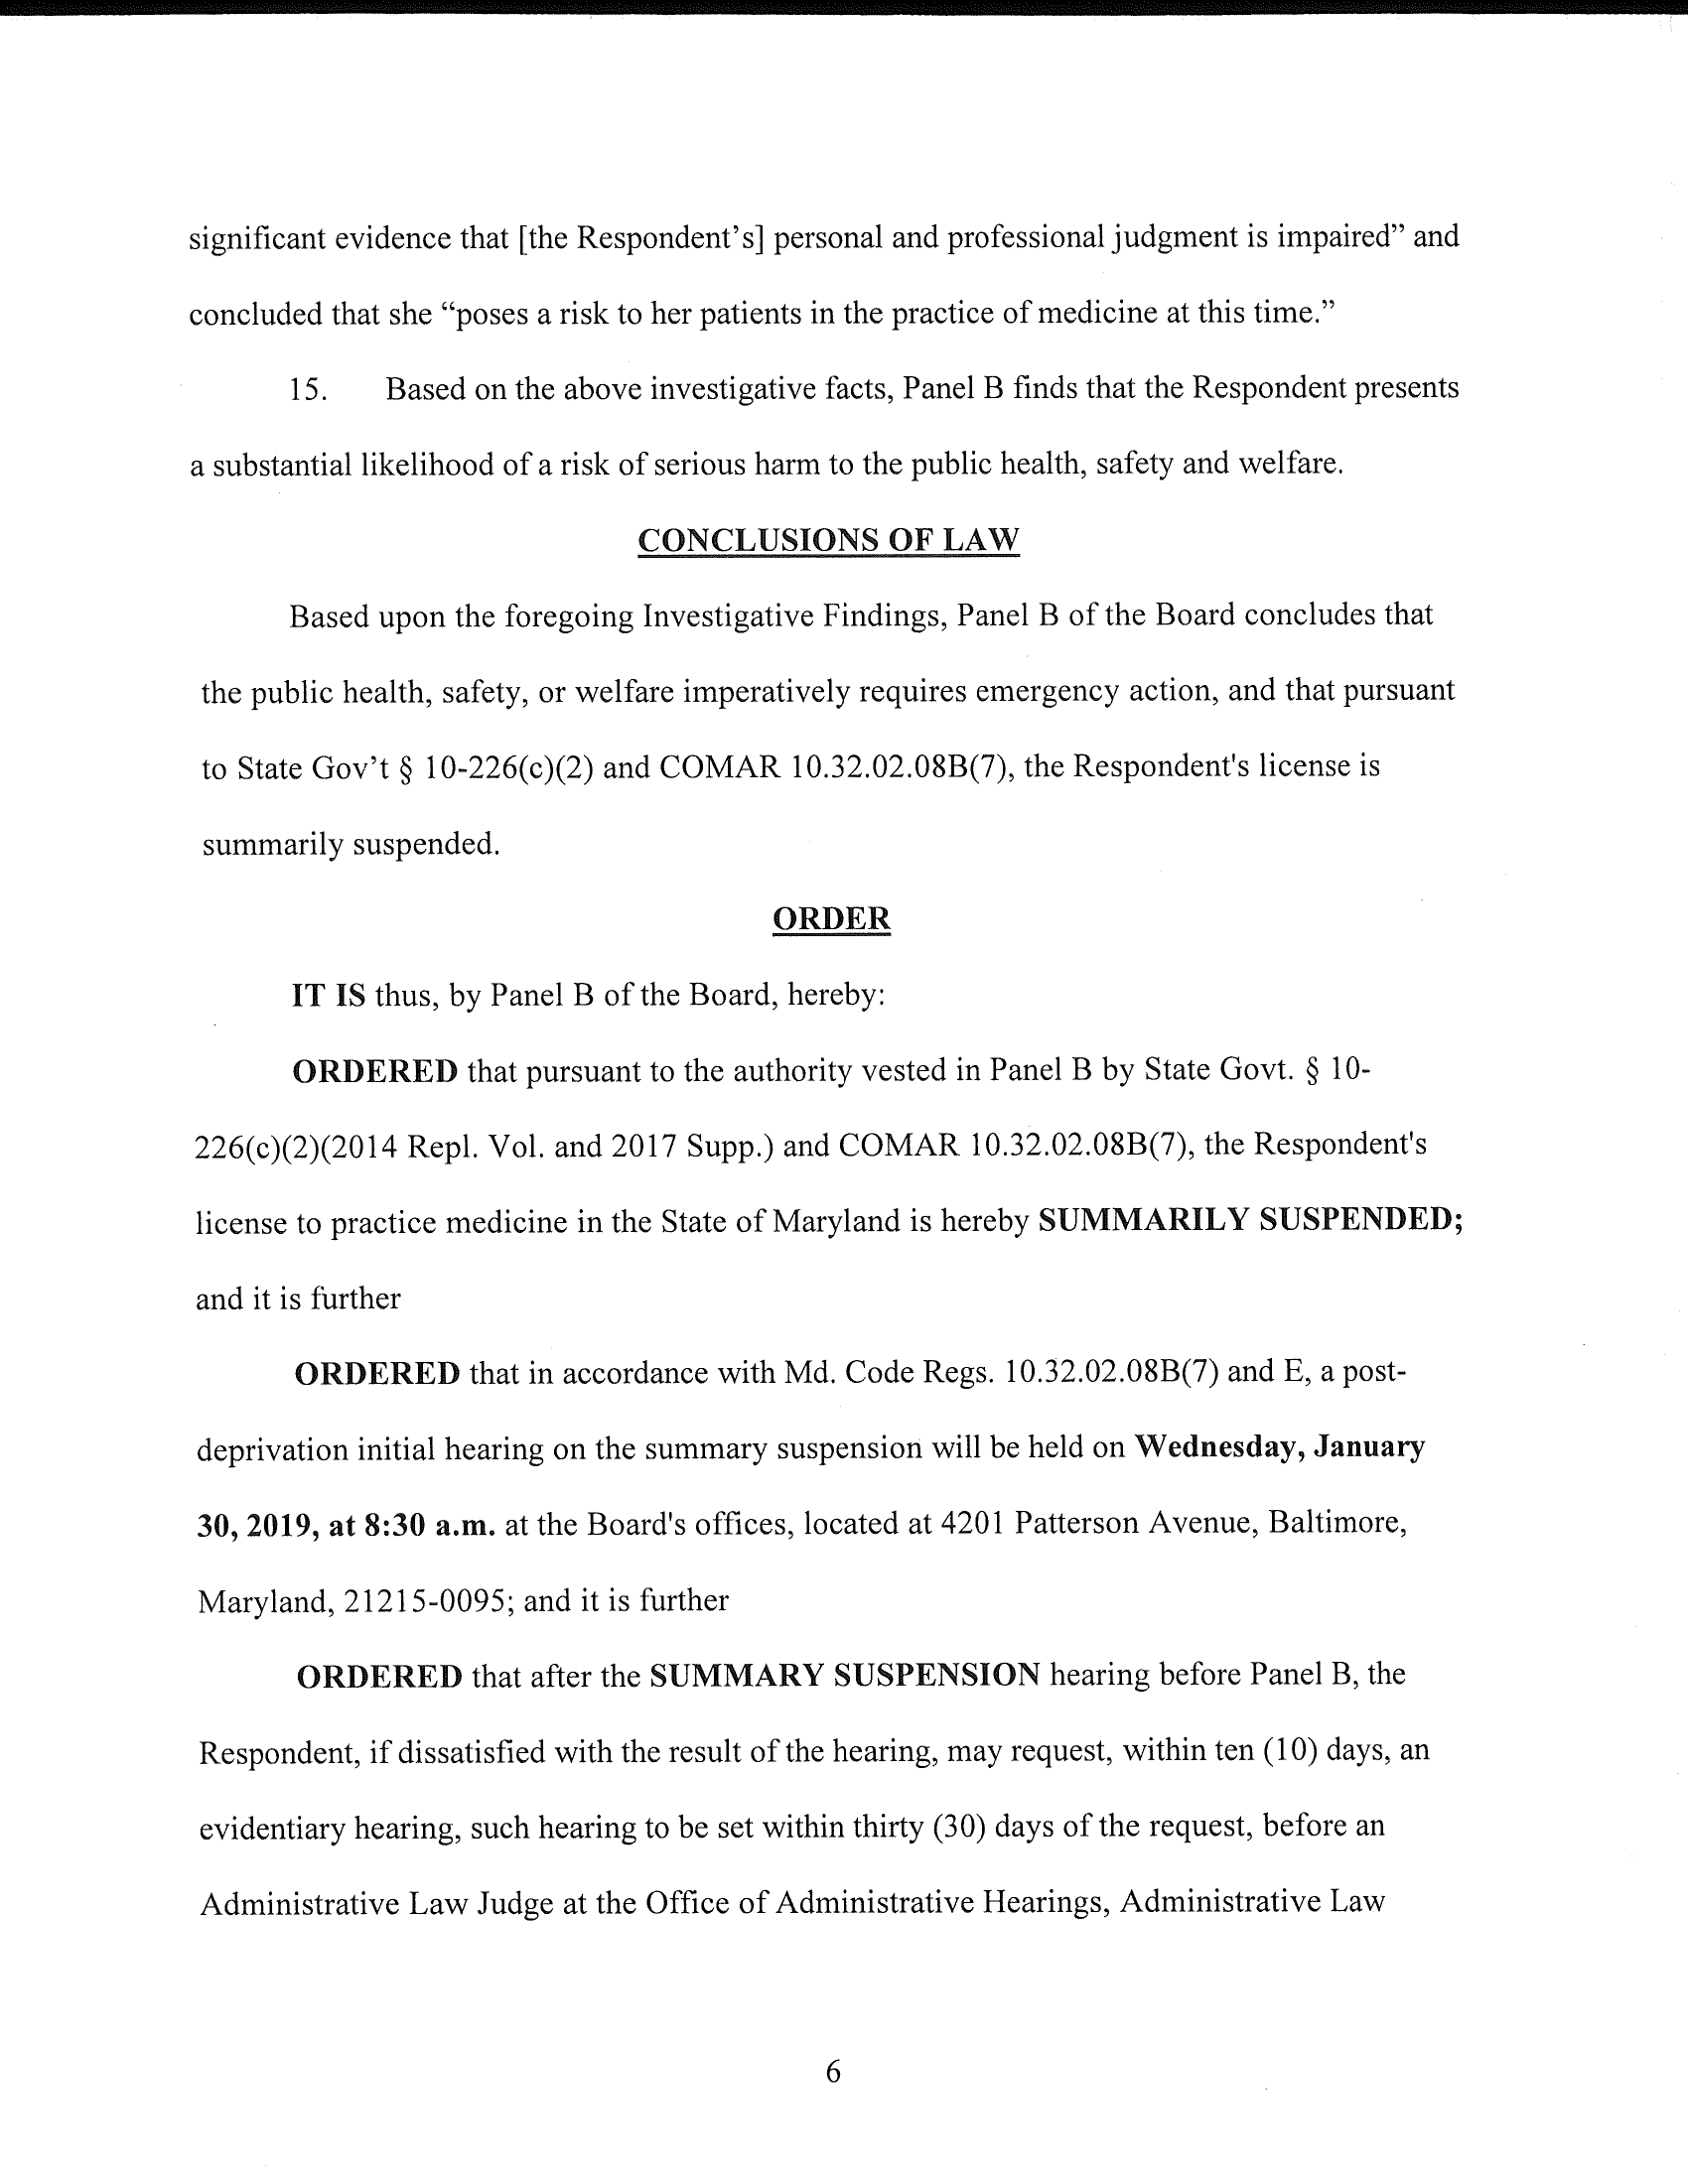 significant evidence that [the Respondent’s] personal and professional judgment is impaired” and
concluded that she “poses a risk to her patients in the practice of medicine at this time.”
15. Based on the above investigative facts, Panel B finds that the Respondent presents
a substantial likelihood of a risk of serious harm to the public health, safety and welfare.
CONCLUSIONS OF LAW
Based upon the foregoing Investigative Findings, Panel B of the Board concludes that
the public health, safety, or welfare imperatively requires emergency action, and that pursuant
to State Gov’t § 10-226(c)(2) and COMAR 10.32.02.08B(7), the Respondent's license is
summarily suspended.
ORDER
IT IS thus, by Panel B of the Board, hereby:
ORDERED that pursuant to the authority vested in Panel B by State Govt. § 10-
226(c)(2)(2014 Repl. Vol. and 2017 Supp.) and COMAR 10.32.02.08B(7), the Respondent's
license to practice medicine in the State of Maryland is hereby SUMMARILY SUSPENDED;
and it is further
ORDERED that in accordance with Md. Code Regs. 10.32.02.08B(7) and E, a post-
deprivation initial hearing on the summary suspension will be held on Wednesday, January
30, 2019, at 8:30 a.m. at the Board's offices, located at 4201 Patterson Avenue, Baltimore,
Maryland, 21215-0095; and it is further
ORDERED that after the SUMMARY SUSPENSION hearing before Panel B, the
Respondent, if dissatisfied with the result of the hearing, may request, within ten (10) days, an
evidentiary hearing, such hearing to be set within thirty (30) days of the request, before an
Administrative Law Judge at the Office of Administrative Hearings, Administrative Law
6